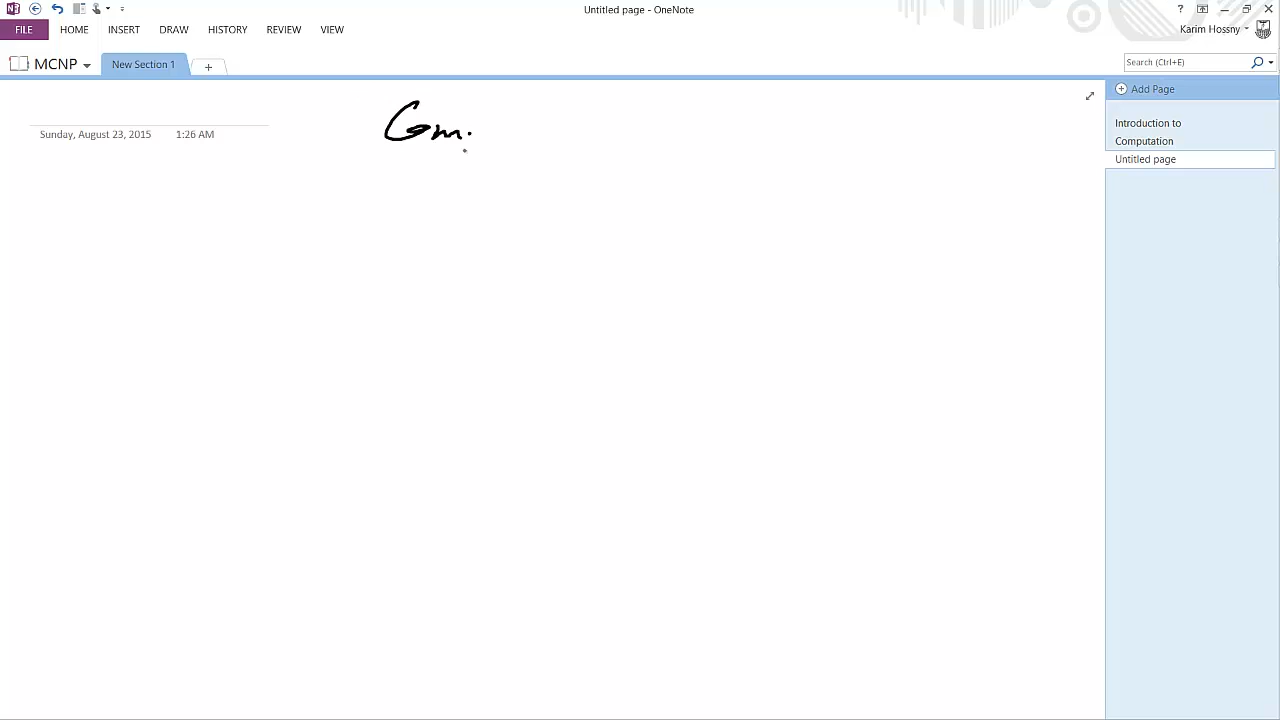 Untitled page - OneNote
FILE HOME INSERT DRAW HISTORY REVIEW VIEW
Karim Hossny
MCNP
New Section 1
Search (Ctrl+E)
Add Page
Sunday, August 23, 2015 1:26 AM
Introduction to
Computation
Untitled page